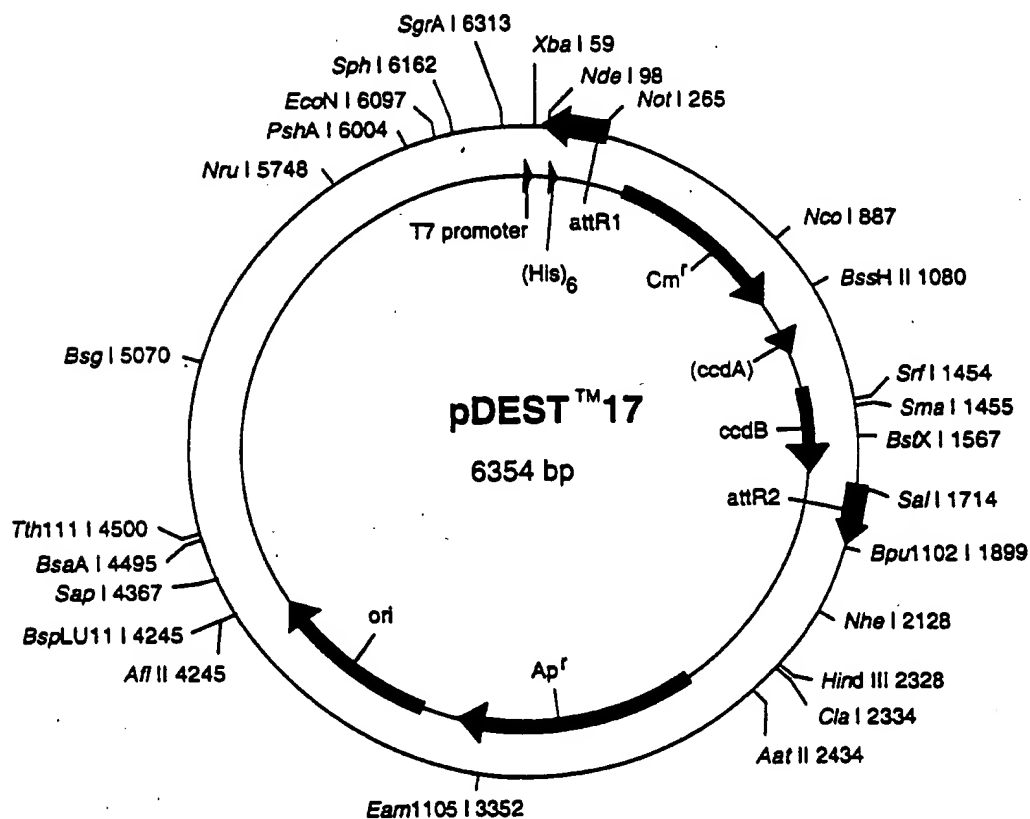 SgrA I 6313
Xba I 59
Sph I 6162
Nde I 98
EcoN I 6097
Not I 265
PshA I 6004
Nru I 5748
Nco I 887
T7 promoter
attR1
(His)6
Cmr
BssH II 1080
Bsg I 5070
(ccdA)
Srf I 1454
pDEST™17
Sma I 1455
ccdB
BstX I 1567
6354 bp
attR2
Sal I 1714
Tth111 I 4500
Bpu1102 I 1899
BsaA I 4495
Sap I 4367
BspLU11 I 4245
ori
Nhe I 2128
Afl II 4245
Apr
Hind III 2328
Cla I 2334
Aat II 2434
Eam1105 I 3352